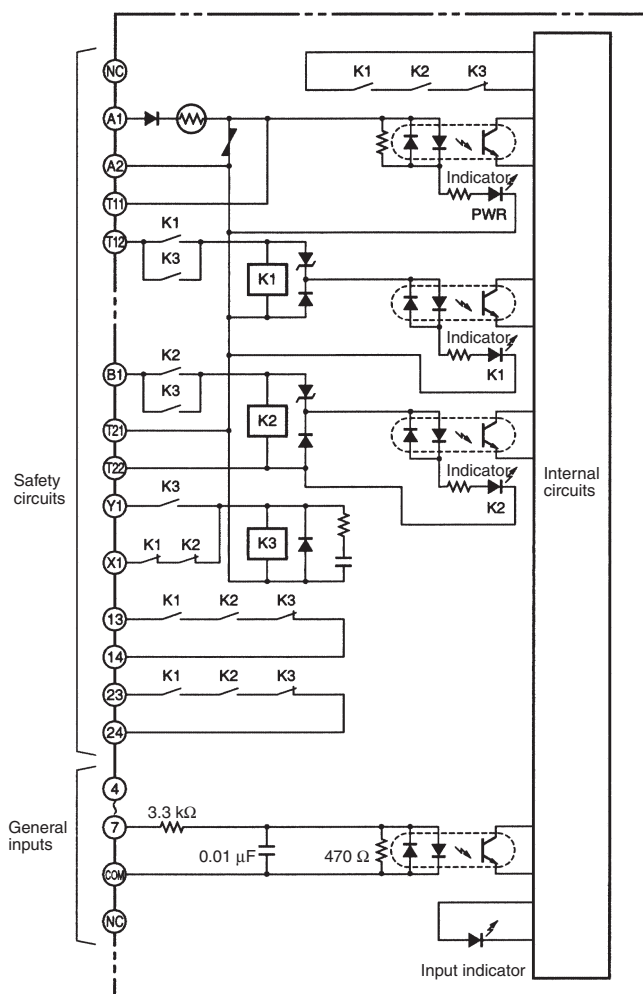 NC
K1 K2 K3
A1
A2
Indicator
PWR
T11
T12
K1
K3
K1
Indicator
K1
B1
K2
K3
K2
T21
T22
Indicator
K2
Safety
circuits
Internal
circuits
Y1
K3
K3
X1
K1 K2
13
K1 K2 K3
14
23
K1 K2 K3
24
4
General
inputs
7
3.3 kΩ
0.01 µF
470 Ω
COM
NC
Input indicator